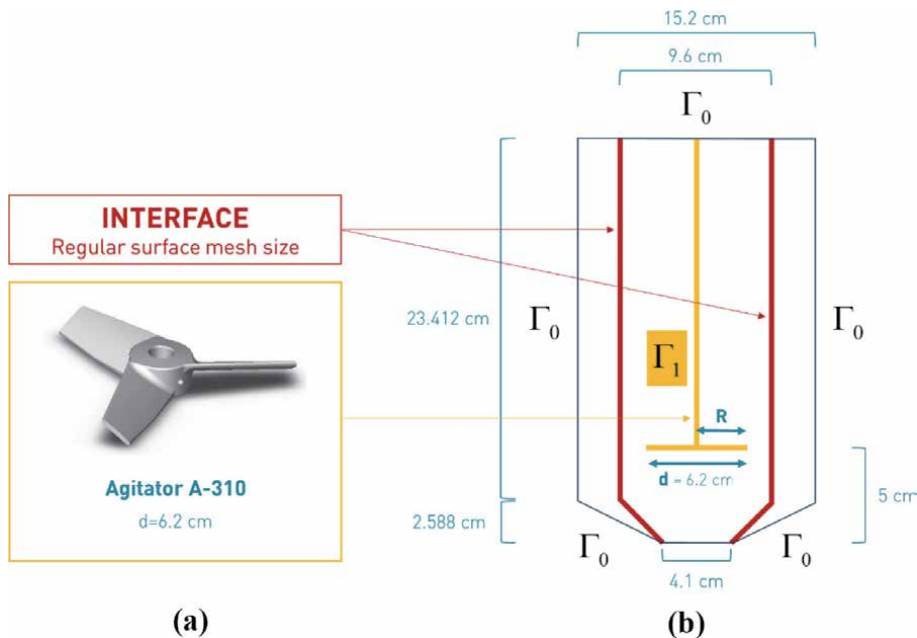 15.2 cm
9.6 cm
Γ0
INTERFACE
Regular surface mesh size
23.412 cm
Γ0
Γ0
Γ1
R
d = 6.2 cm
Agitator A-310
d=6.2 cm
5 cm
2.588 cm
Γ0
Γ0
4.1 cm
(a)
(b)